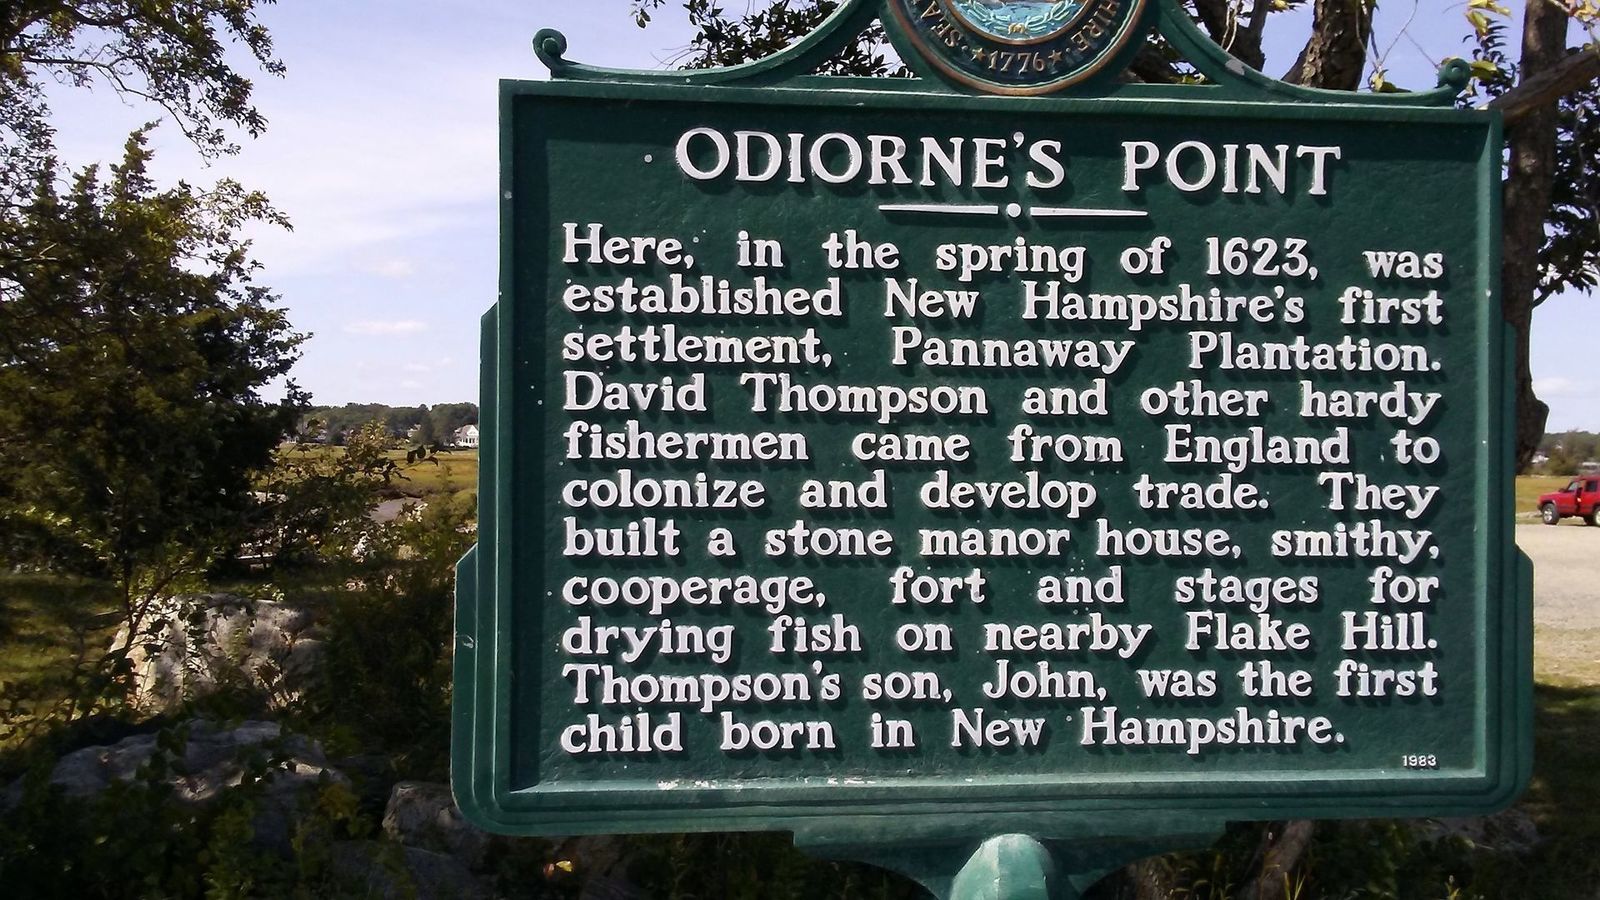 SEAL
HIRE
1776
ODIORNE'S POINT
Here, in the spring of 1623, was
established New Hampshire's first
settlement, Pannaway Plantation.
David Thompson and other hardy
fishermen came from England to
colonize and develop trade. They
built a stone manor house, smithy,
cooperage, fort and stages for
drying fish on nearby Flake Hill.
Thompson's son, John, was the first
child born in New Hampshire.
1983